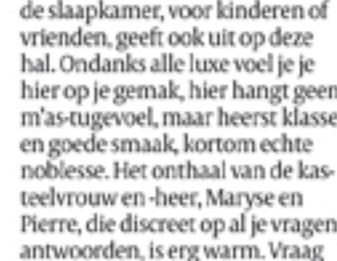 de slaapkamer, voor kinderen of
vrienden, geeft ook uit op deze
hal. Ondanks alle luxe voel je je
hier op je gemak, hier hangt geen
m'as-tugevoel, maar heerst klasse
en goede smaak, kortom echte
noblesse. Het onthaal van de kas-
teelvrouw en -heer, Maryse en
Pierre, die discreet op al je vragen
antwoorden, is erg warm. Vraag